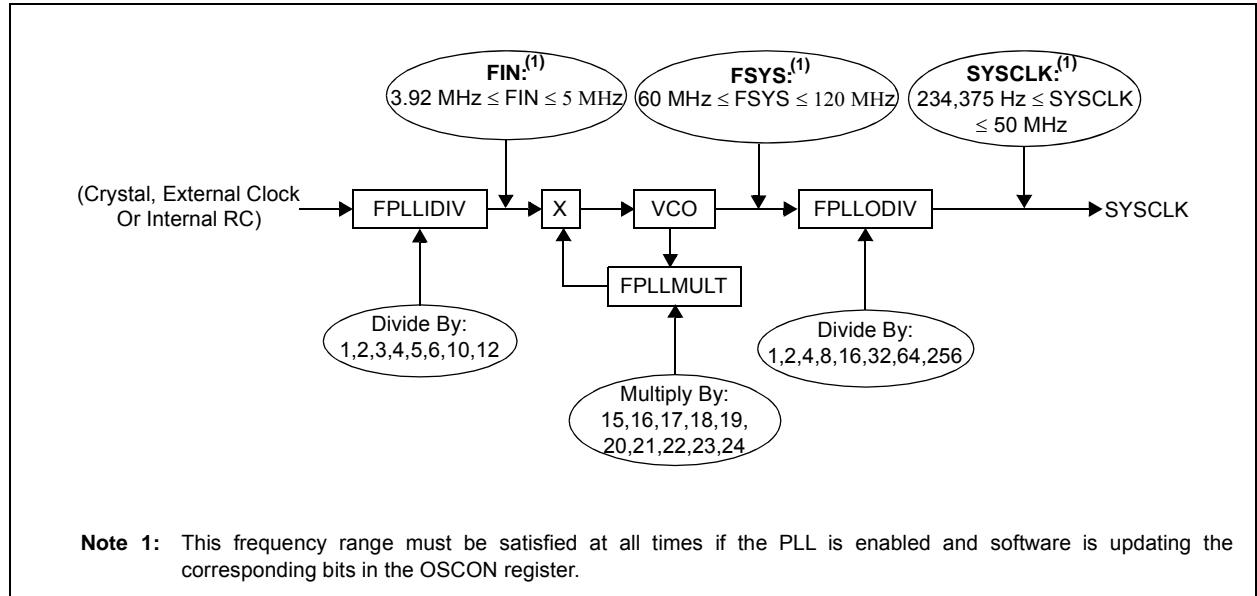 FIN:(1)
3.92 MHz ≤ FIN ≤ 5 MHz
FSYS:(1)
60 MHz ≤ FSYS ≤ 120 MHz
SYSCLK:(1)
234,375 Hz ≤ SYSCLK
≤ 50 MHz
(Crystal, External Clock
Or Internal RC)
FPLLIDIV
X
VCO
FPLLODIV
SYSCLK
FPLLMULT
Divide By:
1,2,3,4,5,6,10,12
Divide By:
1,2,4,8,16,32,64,256
Multiply By:
15,16,17,18,19,
20,21,22,23,24
Note 1: This frequency range must be satisfied at all times if the PLL is enabled and software is updating the
corresponding bits in the OSCON register.